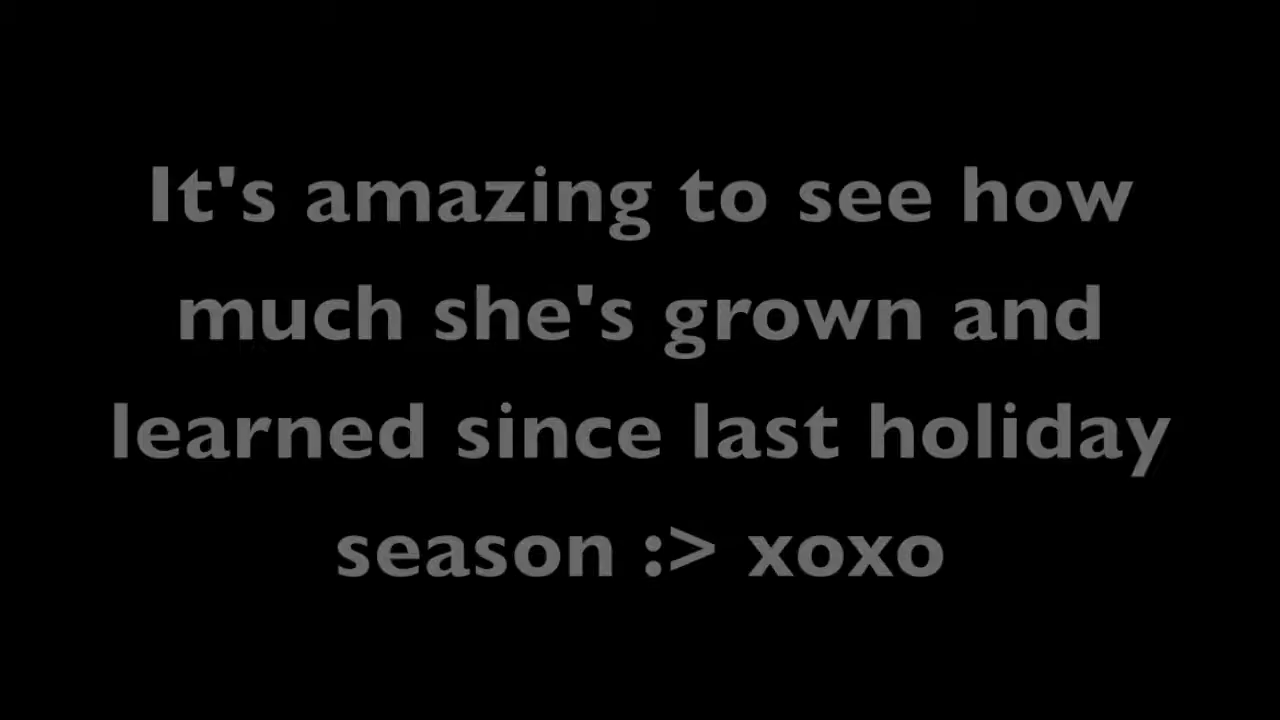 It's amazing to see how
much she's grown and
learned since last holiday
season :> xoxo